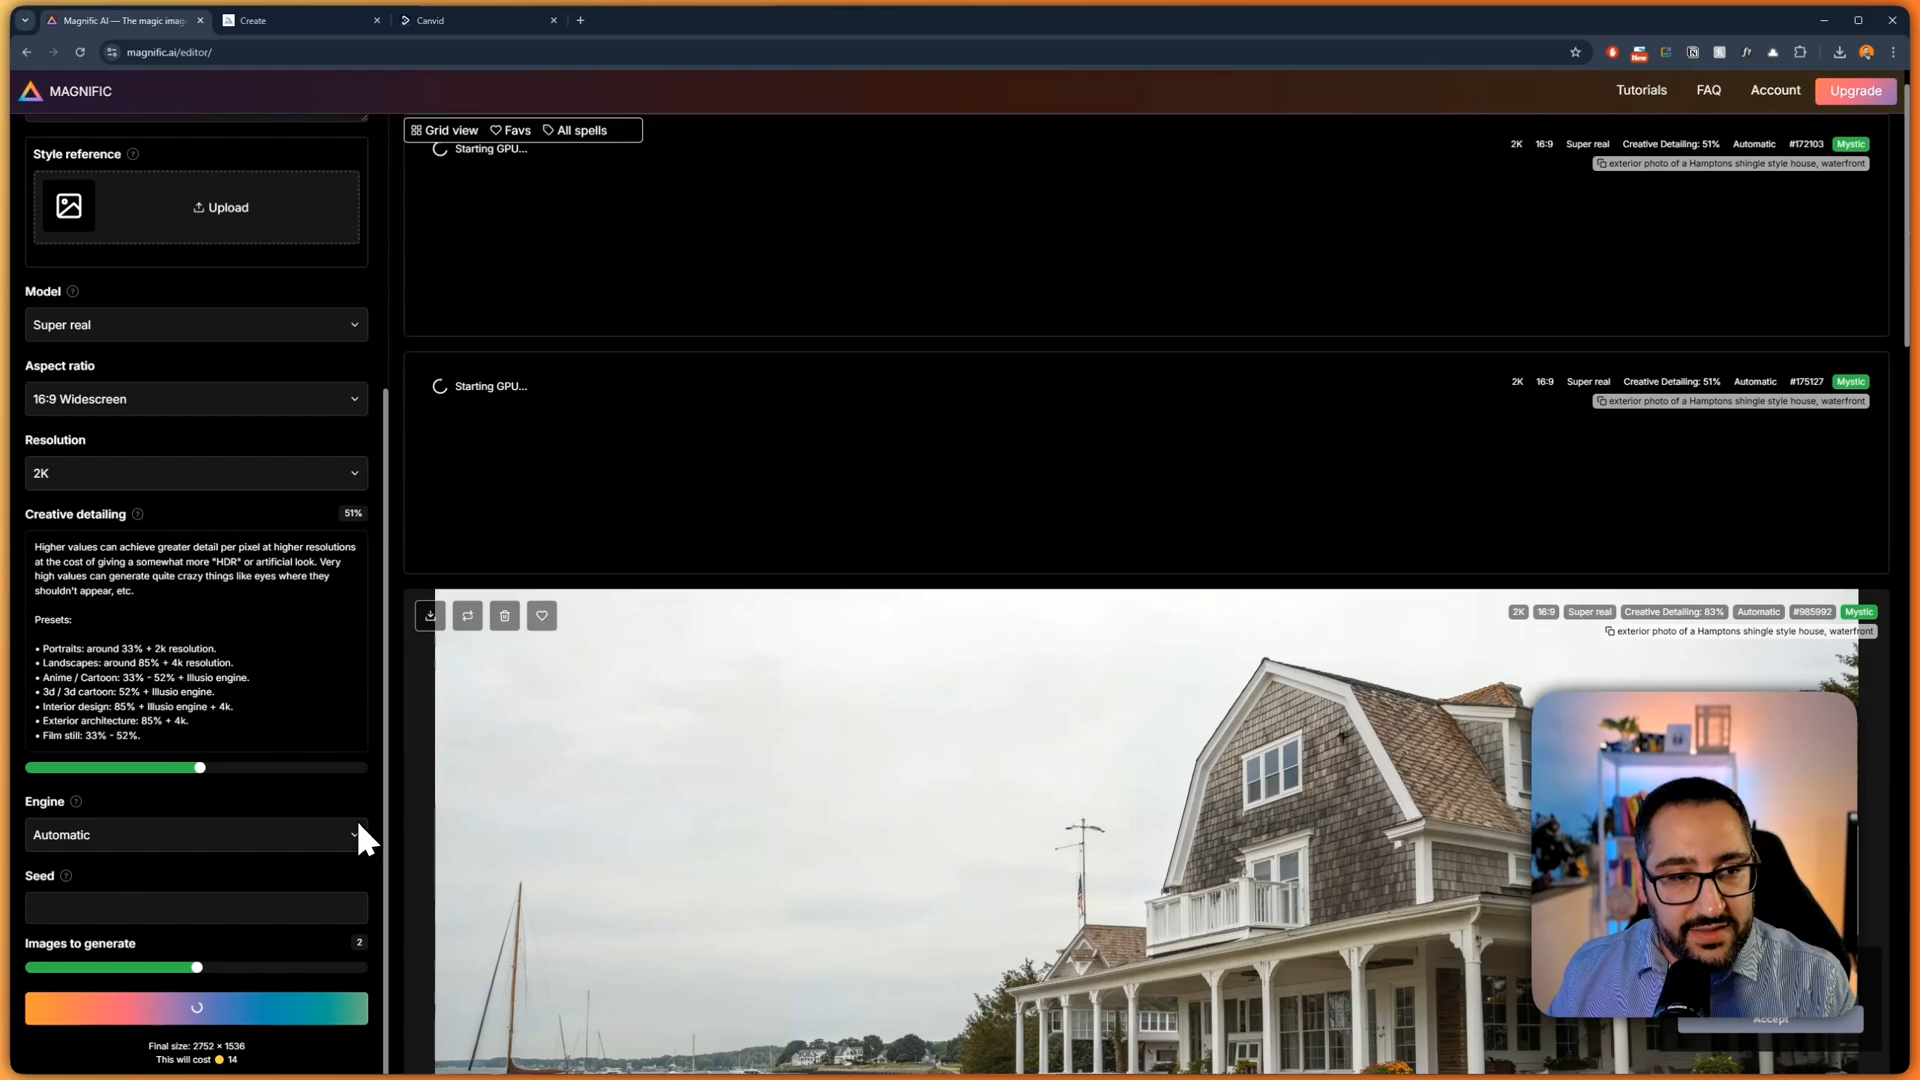 Magnific AI — The magic imag
Create
Canvid
magnific.ai/editor/
New
MAGNIFIC
Tutorials
FAQ
Account
Upgrade
Style reference
Upload
Model
Super real
Aspect ratio
16:9 Widescreen
Resolution
2K
Creative detailing
51%
Higher values can achieve greater detail per pixel at higher resolutions
at the cost of giving a somewhat more "HDR" or artificial look. Very
high values can generate quite crazy things like eyes where they
shouldn't appear, etc.
Presets:
• Portraits: around 33% + 2k resolution.
• Landscapes: around 85% + 4k resolution.
• Anime / Cartoon: 33% - 52% + Illusio engine.
• 3d / 3d cartoon: 52% + Illusio engine.
• Interior design: 85% + Illusio engine + 4k.
• Exterior architecture: 85% + 4k.
• Film still: 33% - 52%.
Engine
Automatic
Seed
Images to generate
2
Final size: 2752 × 1536
This will cost 14
Grid view
Favs
All spells
Starting GPU...
2K 16:9 Super real Creative Detailing: 51% Automatic #172103 Mystic
exterior photo of a Hamptons shingle style house, waterfront
Starting GPU...
2K 16:9 Super real Creative Detailing: 51% Automatic #175127 Mystic
exterior photo of a Hamptons shingle style house, waterfront
2K 16:9 Super real Creative Detailing: 83% Automatic #985992 Mystic
exterior photo of a Hamptons shingle style house, waterfront
Accept